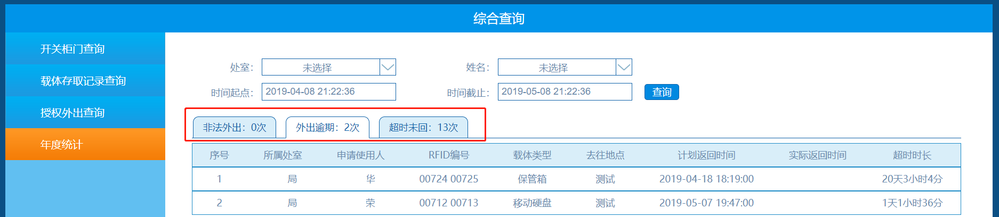 综合查询
开关柜门查询
载体存取记录查询
授权外出查询
年度统计
处室： 未选择 姓名： 未选择
时间起点： 2019-04-08 21:22:36 时间截止： 2019-05-08 21:22:36 查询
非法外出：0次 外出逾期：2次 超时未回：13次
序号 所属处室 申请使用人 RFID编号 载体类型 去往地点 计划返回时间 实际返回时间 超时时长
1 局 华 00724 00725 保管箱 测试 2019-04-18 18:19:00 20天3小时4分
2 局 荣 00712 00713 移动硬盘 测试 2019-05-07 19:47:00 1天1小时36分